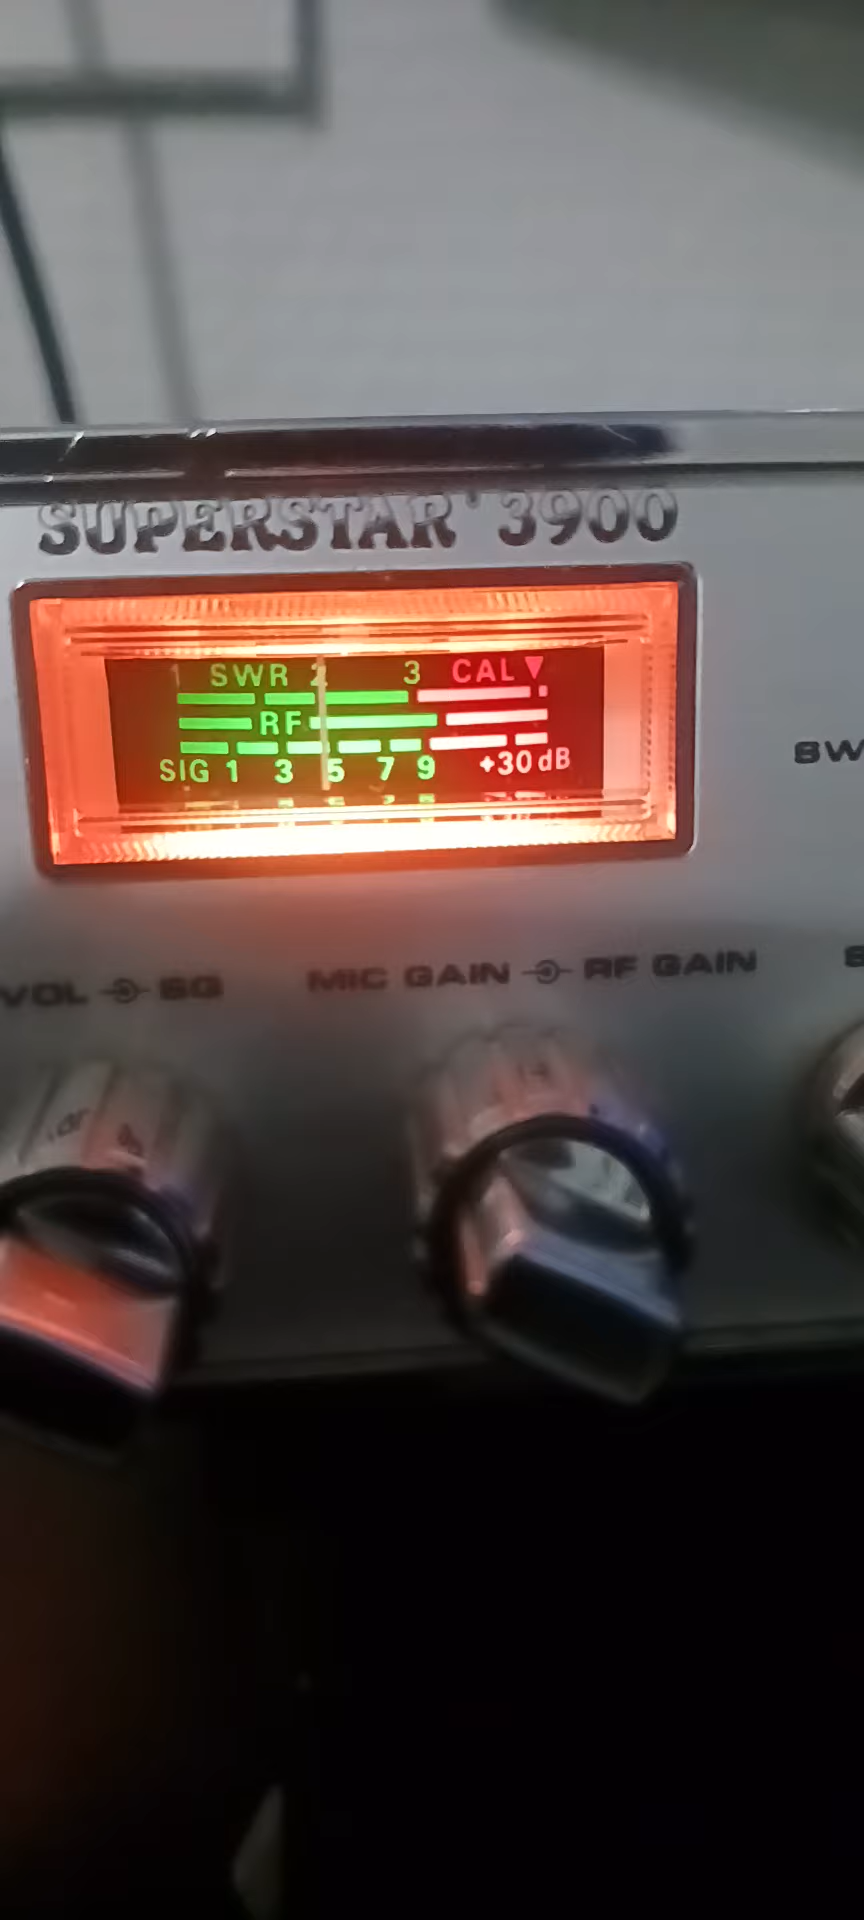 SUPERSTAR 3900
SWR 2 3 CAL
RF
SIG 1 3 5 7 9 +30dB
SW
VOL SG
MIC GAIN RF GAIN